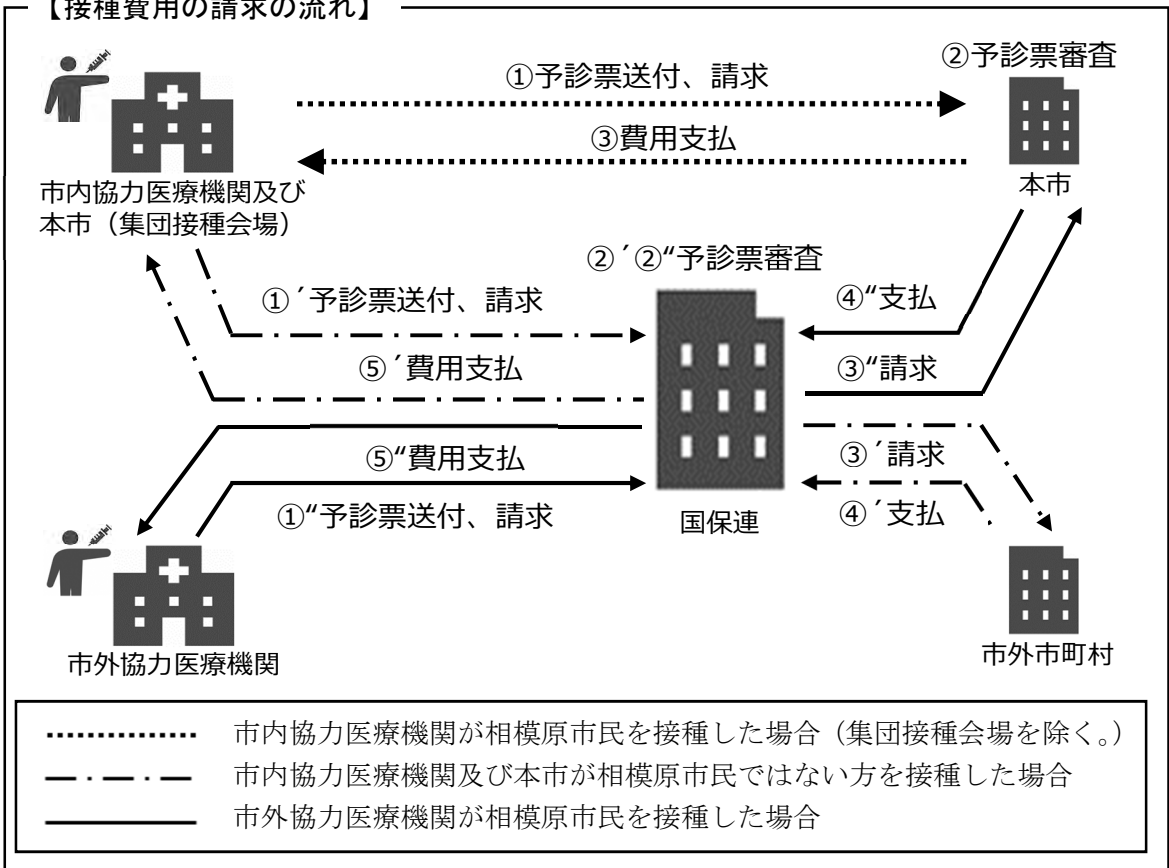 【接種費用の請求の流れ】
②予診票審査
①予診票送付、請求
③費用支払
市内協力医療機関及び
本市（集団接種会場）
本市
②´②“予診票審査
①´予診票送付、請求
④“支払
⑤´費用支払
③“請求
⑤“費用支払
③´請求
①“予診票送付、請求
④´支払
国保連
市外協力医療機関
市外市町村
市内協力医療機関が相模原市民を接種した場合（集団接種会場を除く。）
市内協力医療機関及び本市が相模原市民ではない方を接種した場合
市外協力医療機関が相模原市民を接種した場合